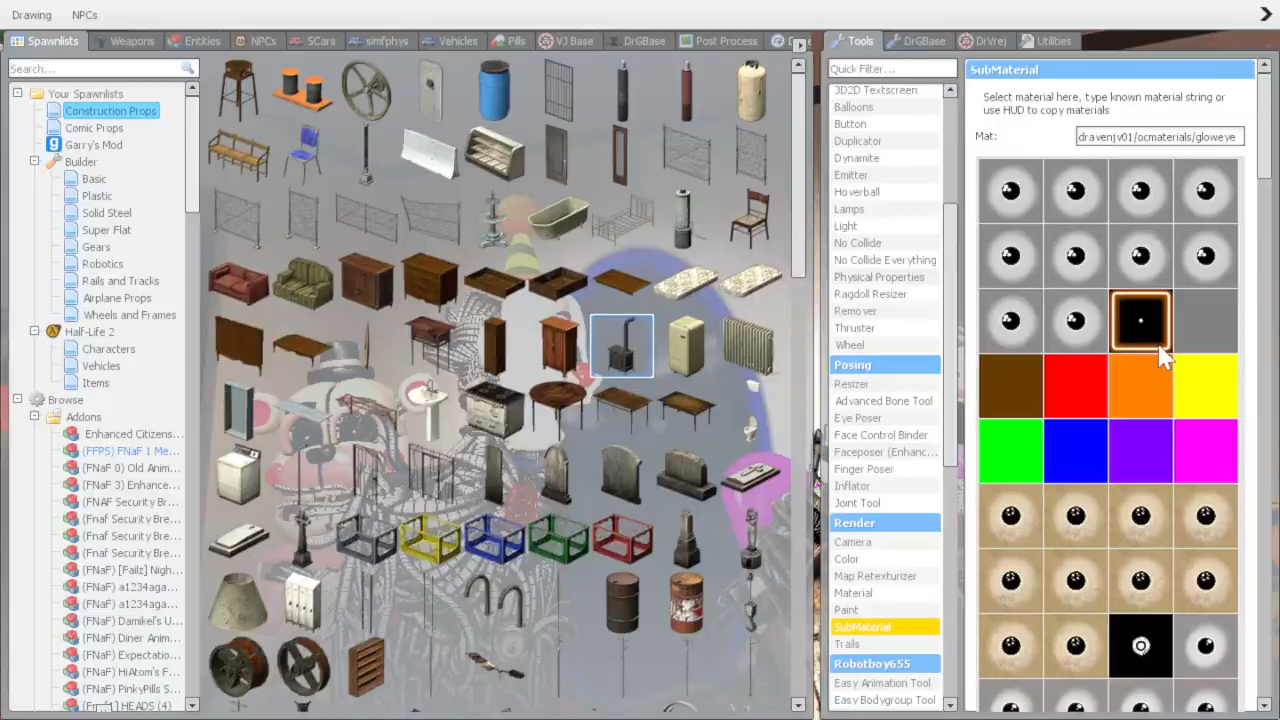 Drawing NPCs
Spawnlists Weapons Entities NPCs SCars simfphys Vehicles Pills VJ Base DrGBase Post Process
Search...
Your Spawnlists
Construction Props
Comic Props
Garry's Mod
Builder
Basic
Plastic
Solid Steel
Super Flat
Gears
Robotics
Rails and Tracks
Airplane Props
Wheels and Frames
Half-Life 2
Characters
Vehicles
Items
Browse
Addons
Enhanced Citizens...
(FFPS) FNaF 1 Me...
(FNaF 0) Old Anim...
(FNaF 3) Enhance...
(FNAF Security Br...
(Fnaf Security Bre...
(Fnaf Security Bre...
(Fnaf Security Bre...
(FNaF) [Failz] Nigh...
(FNaF) a1234aga...
(FNaF) a1234aga...
(FNaF) Damikel's U...
(FNaF) Diner Anim...
(FNaF) Expectatio...
(FNaF) HiAtom's F...
(FNaF) PinkyPills S...
HEADS (4)
Tools DrGBase DrVrej Utilities
Quick Filter...
3D2D Textscreen
Balloons
Button
Duplicator
Dynamite
Emitter
Hoverball
Lamps
Light
No Collide
No Collide Everything
Physical Properties
Ragdoll Resizer
Remover
Thruster
Wheel
Posing
Resizer
Advanced Bone Tool
Eye Poser
Face Control Binder
Faceposer (Enhanc...
Finger Poser
Inflator
Joint Tool
Render
Camera
Color
Map Retexturizer
Material
Paint
SubMaterial
Trails
Robotboy655
Easy Animation Tool
Easy Bodygroup Tool
SubMaterial
Select material here, type known material string or
use HUD to copy materials
Mat: dravenjv01/ocmaterials/gloweye